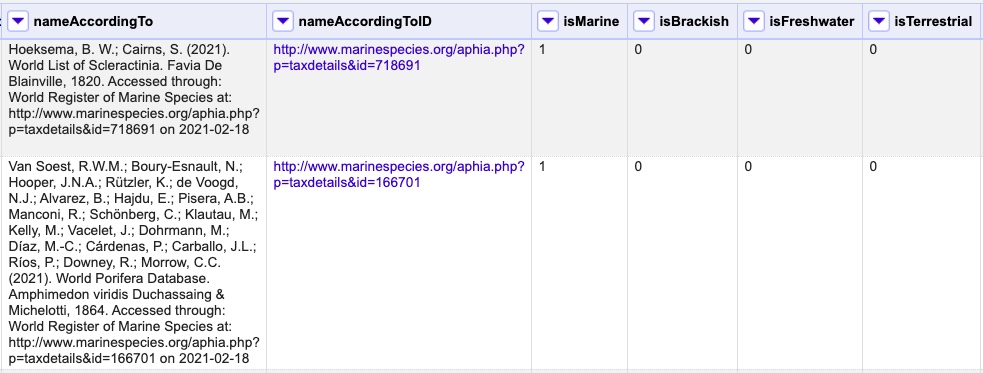 nameAccordingTo nameAccordingToID isMarine isBrackish isFreshwater isTerrestrial
Hoeksema, B. W.; Cairns, S. (2021).
World List of Scleractinia. Favia De
Blainville, 1820. Accessed through:
World Register of Marine Species at:
http://www.marinespecies.org/aphia.php?
p=taxdetails&id=718691 on 2021-02-18
http://www.marinespecies.org/aphia.php?
p=taxdetails&id=718691
1 0 0 0
Van Soest, R.W.M.; Boury-Esnault, N.;
Hooper, J.N.A.; Rützler, K.; de Voogd,
N.J.; Alvarez, B.; Hajdu, E.; Pisera, A.B.;
Manconi, R.; Schönberg, C.; Klautau, M.;
Kelly, M.; Vacelet, J.; Dohrmann, M.;
Díaz, M.-C.; Cárdenas, P.; Carballo, J.L.;
Ríos, P.; Downey, R.; Morrow, C.C.
(2021). World Porifera Database.
Amphimedon viridis Duchassaing &
Michelotti, 1864. Accessed through:
World Register of Marine Species at:
http://www.marinespecies.org/aphia.php?
p=taxdetails&id=166701 on 2021-02-18
http://www.marinespecies.org/aphia.php?
p=taxdetails&id=166701
1 0 0 0